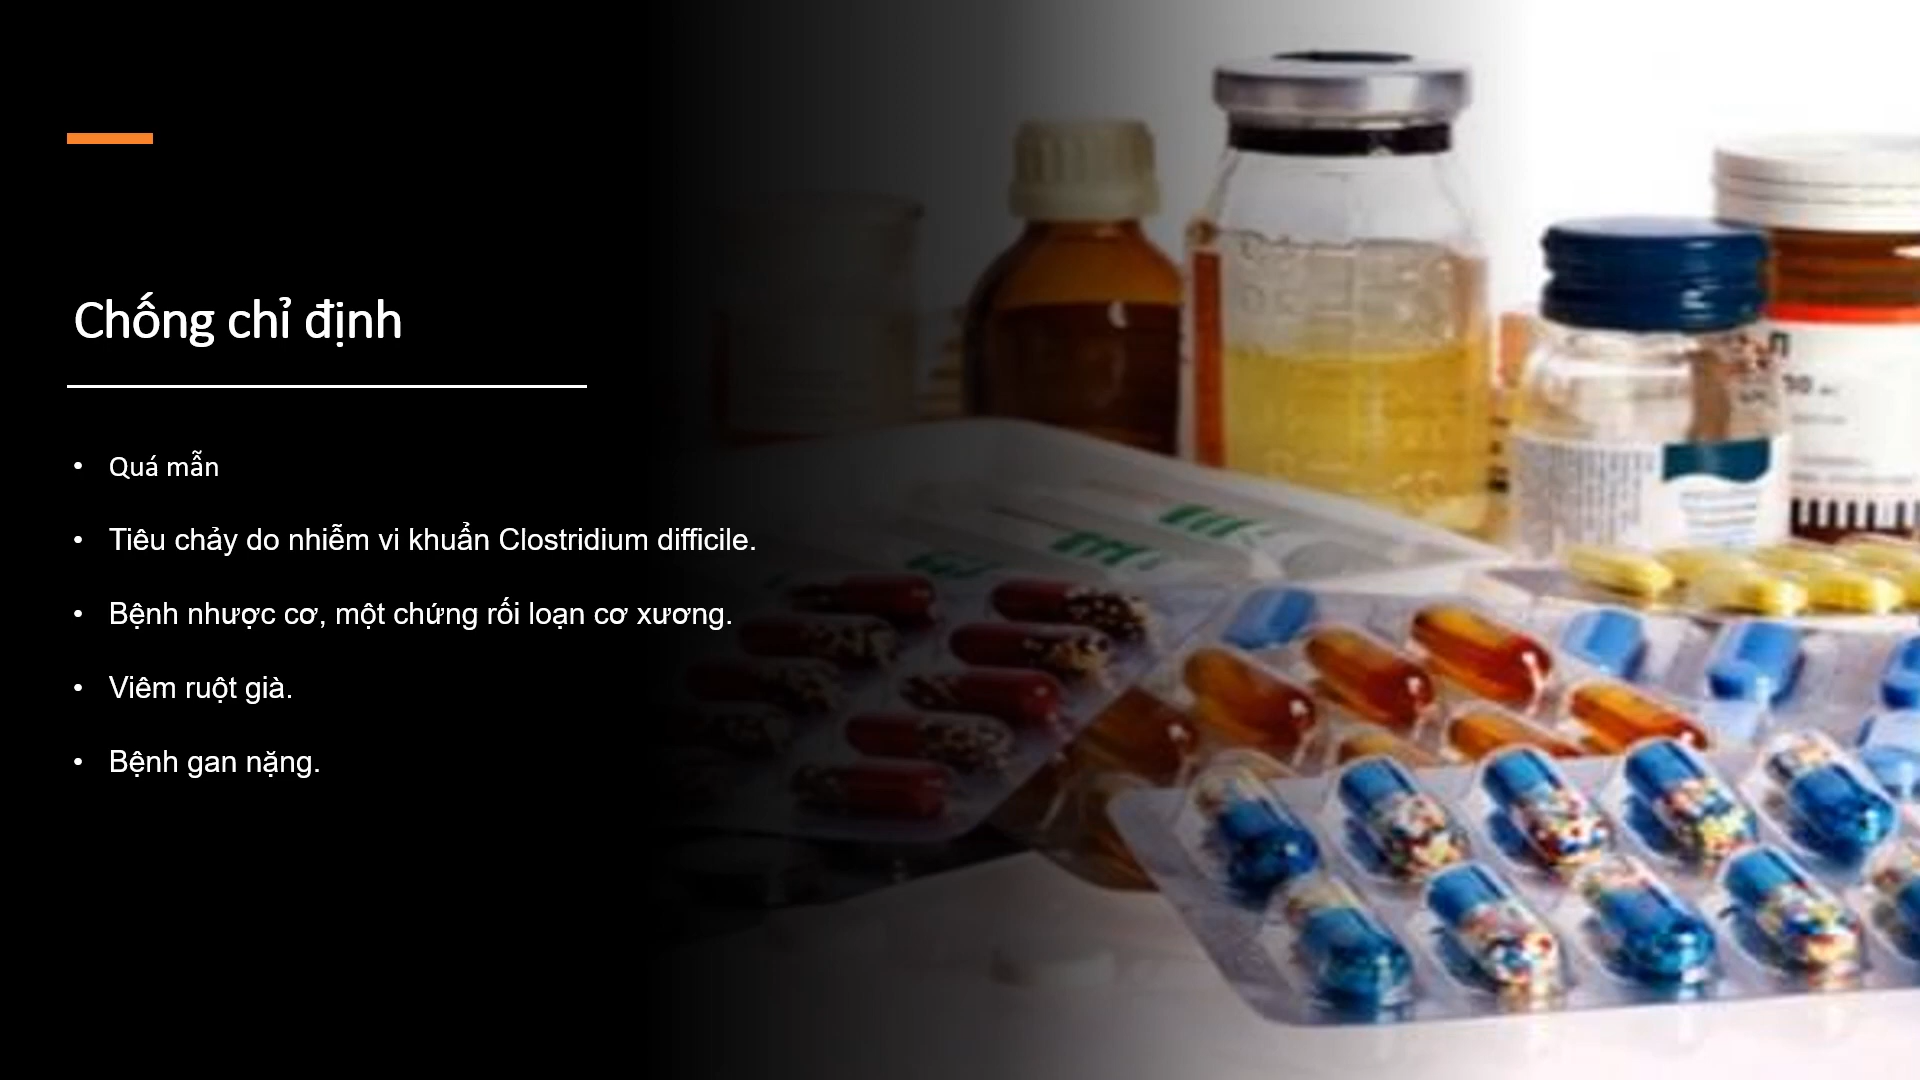 Chống chỉ định
• Quá mẫn
• Tiêu chảy do nhiễm vi khuẩn Clostridium difficile.
• Bệnh nhược cơ, một chứng rối loạn cơ xương.
• Viêm ruột già.
• Bệnh gan nặng.